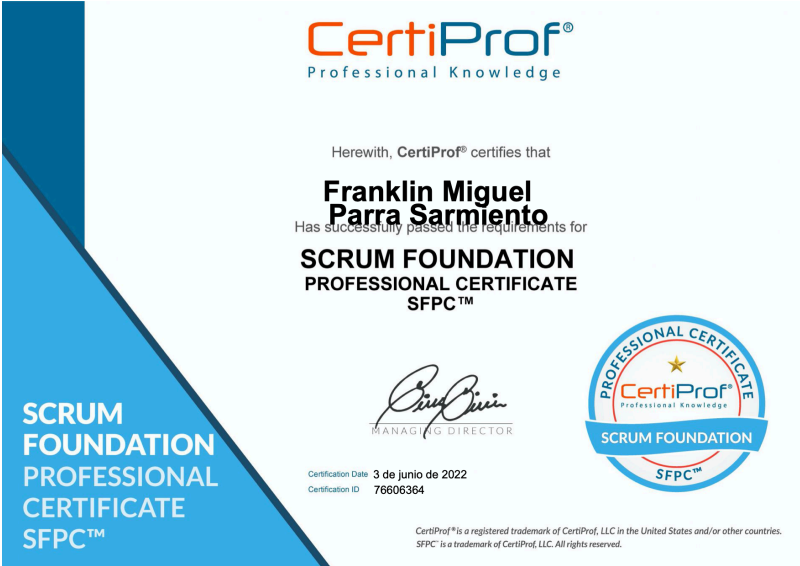 CertiProf®
Professional Knowledge
Herewith, CertiProf® certifies that
Franklin Miguel
Parra Sarmiento
Has successfully passed the requirements for
SCRUM FOUNDATION
PROFESSIONAL CERTIFICATE
SFPC™
MANAGING DIRECTOR
Certification Date 3 de junio de 2022
Certification ID 76606364
SCRUM
FOUNDATION
PROFESSIONAL
CERTIFICATE
SFPC™
PROFESSIONAL CERTIFICATE
CertiProf®
Professional Knowledge
SCRUM FOUNDATION
SFPC™
CertiProf® is a registered trademark of CertiProf, LLC in the United States and/or other countries.
SFPC™ is a trademark of CertiProf, LLC. All rights reserved.